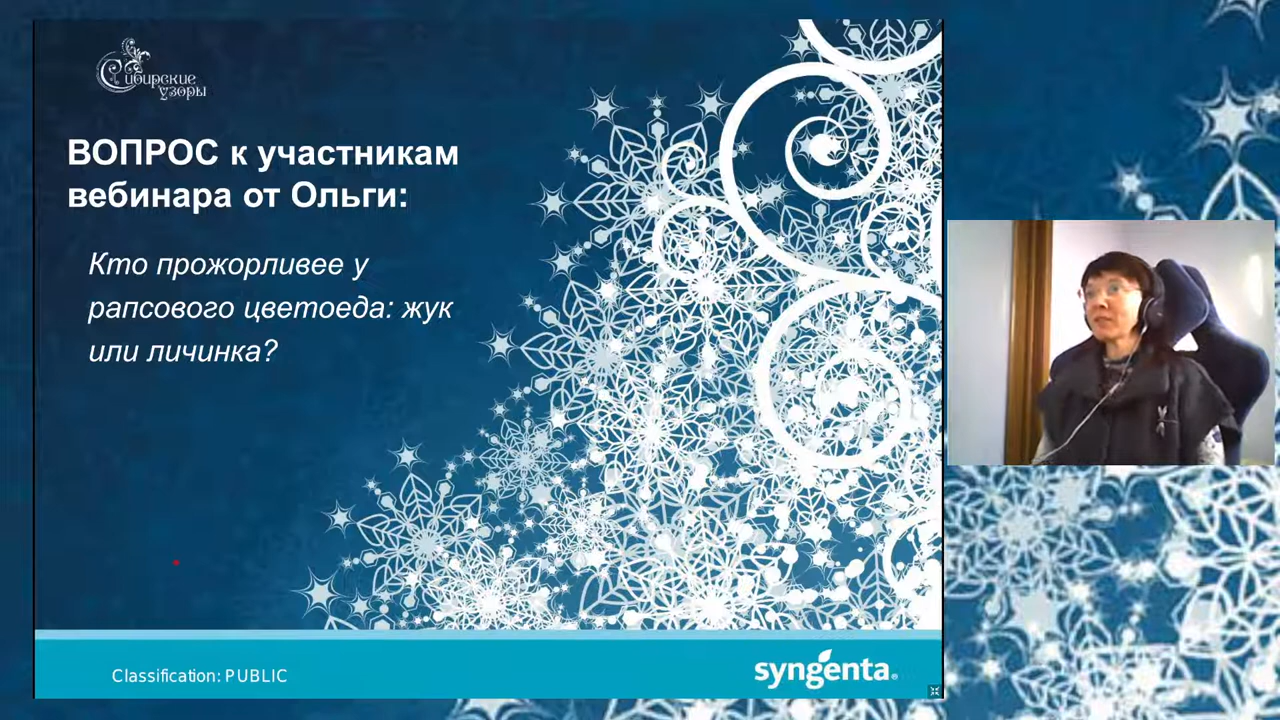 Сибирские
узоры
ВОПРОС к участникам
вебинара от Ольги:
Кто прожорливее у
рапсового цветоеда: жук
или личинка?
Classification: PUBLIC
syngenta®